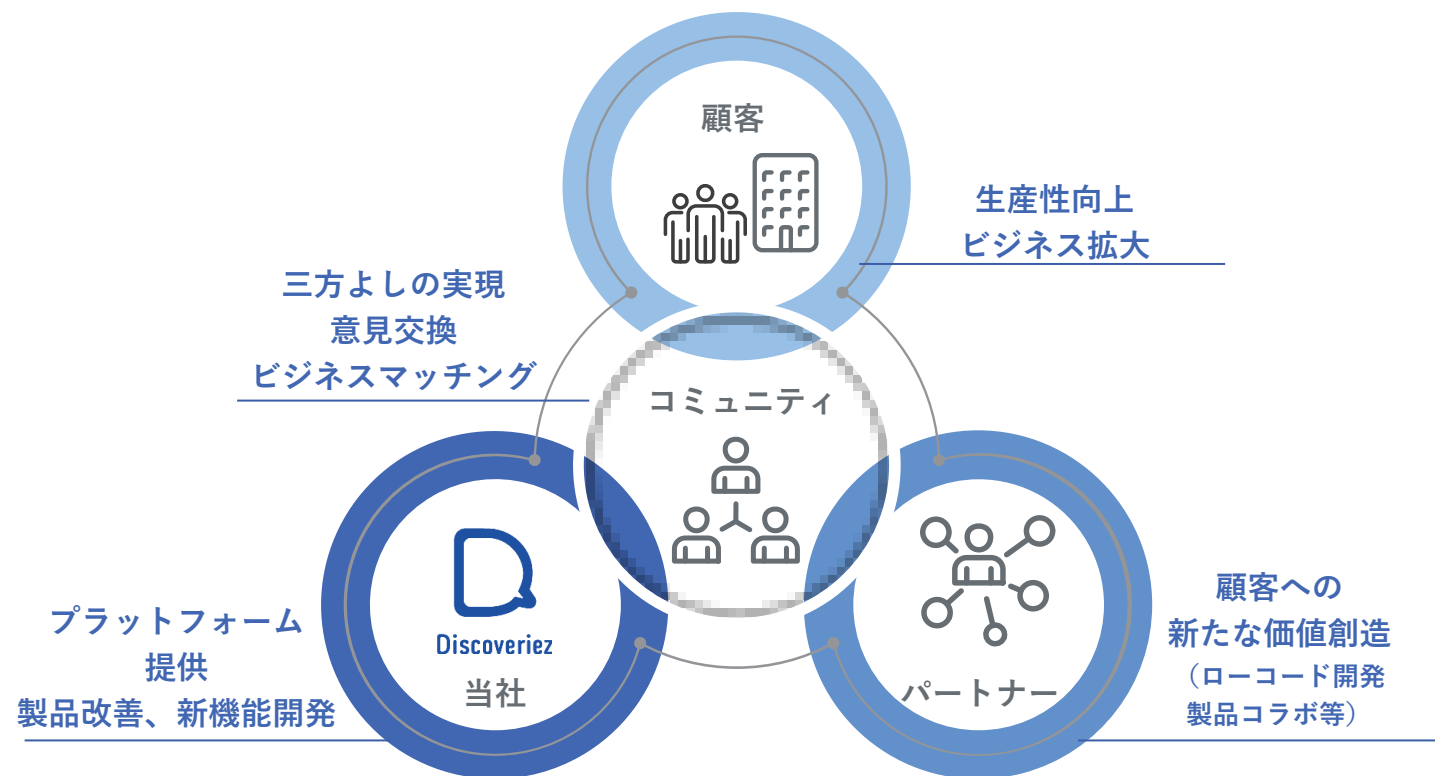 顧客
生産性向上
ビジネス拡大
三方よしの実現
意見交換
ビジネスマッチング
コミュニティ
Discoveriez
当社
プラットフォーム
提供
製品改善、新機能開発
パートナー
顧客への
新たな価値創造
（ローコード開発
製品コラボ等）